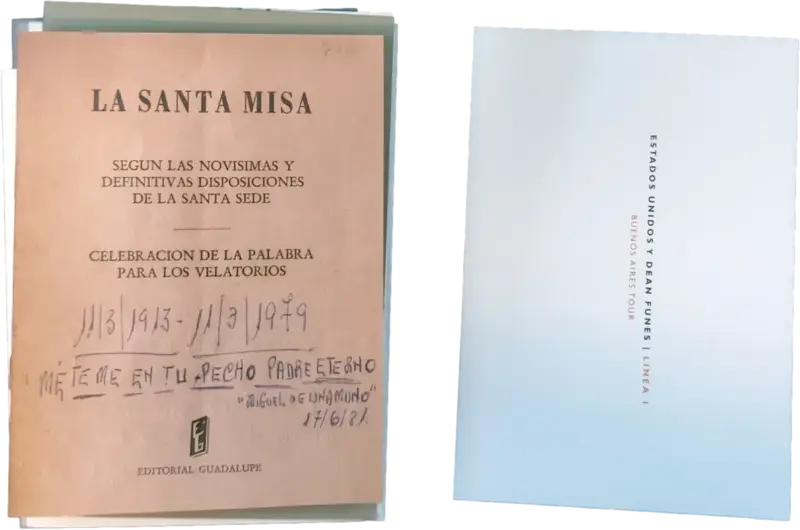 LA SANTA MISA
SEGUN LAS NOVISIMAS Y
DEFINITIVAS DISPOSICIONES
DE LA SANTA SEDE
CELEBRACION DE LA PALABRA
PARA LOS VELATORIOS
11/3/1913 - 11/3/1979
"METEME EN TU PECHO PADRE ETERNO
"MIGUEL DE UNAMUNO"
17/6/81
EDITORIAL GUADALUPE
ESTADOS UNIDOS Y DEAN FUNES | LÍNEA 1
BUENOS AIRES TOUR